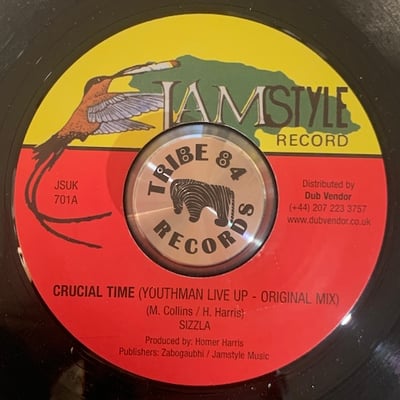 JAMSTYLE
RECORD
JSUK
701A
TRIBE 84
RECORDS
Distributed by
Dub Vendor
(+44) 207 223 3757
www.dubvendor.co.uk
CRUCIAL TIME (YOUTHMAN LIVE UP - ORIGINAL MIX)
(M. Collins / H. Harris)
SIZZLA
Produced by: Homer Harris
Publishers: Zabogaubhi / Jamstyle Music